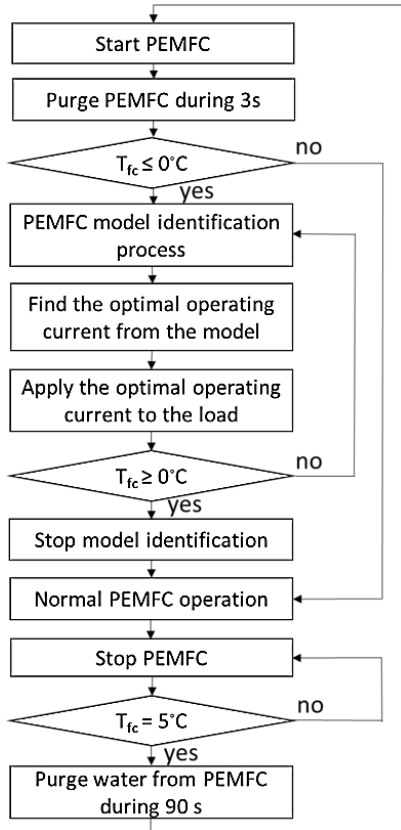 Start PEMFC
Purge PEMFC during 3s
T_fc ≤ 0°C
no
yes
PEMFC model identification
process
Find the optimal operating
current from the model
Apply the optimal operating
current to the load
T_fc ≥ 0°C
no
yes
Stop model identification
Normal PEMFC operation
Stop PEMFC
T_fc = 5°C
no
yes
Purge water from PEMFC
during 90 s